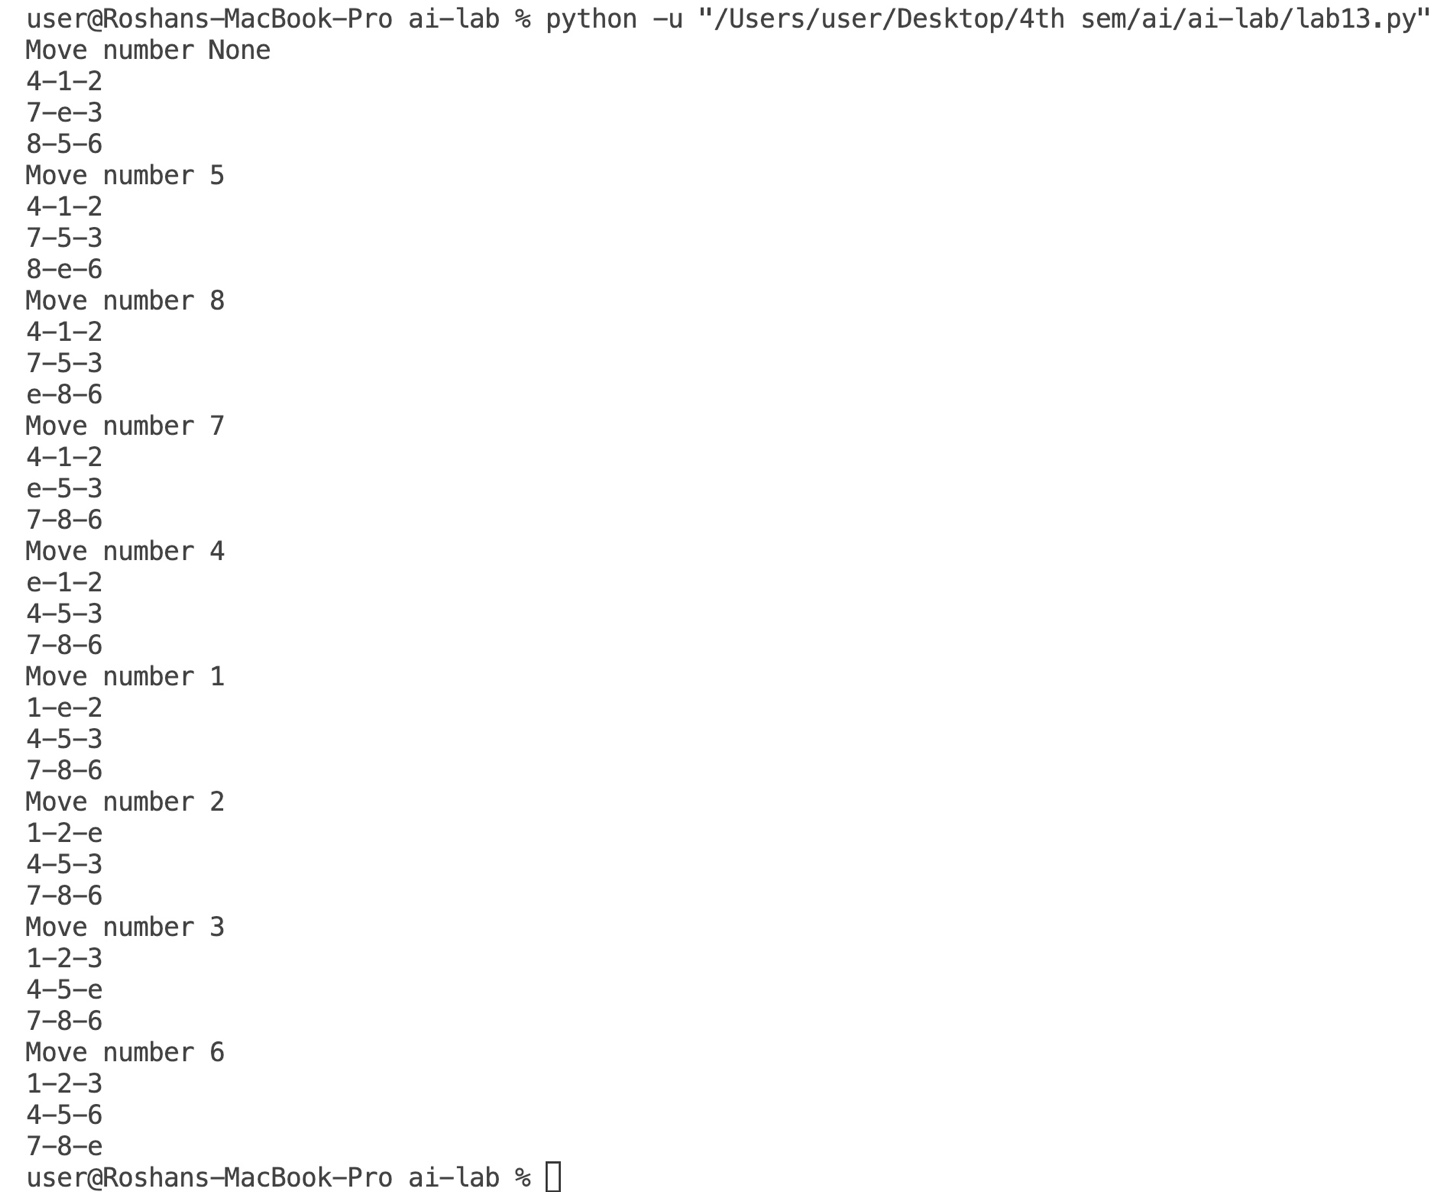 user@Roshans-MacBook-Pro ai-lab % python -u "/Users/user/Desktop/4th sem/ai/ai-lab/lab13.py"
Move number None
4-1-2
7-e-3
8-5-6
Move number 5
4-1-2
7-5-3
8-e-6
Move number 8
4-1-2
7-5-3
e-8-6
Move number 7
4-1-2
e-5-3
7-8-6
Move number 4
e-1-2
4-5-3
7-8-6
Move number 1
1-e-2
4-5-3
7-8-6
Move number 2
1-2-e
4-5-3
7-8-6
Move number 3
1-2-3
4-5-e
7-8-6
Move number 6
1-2-3
4-5-6
7-8-e
user@Roshans-MacBook-Pro ai-lab %